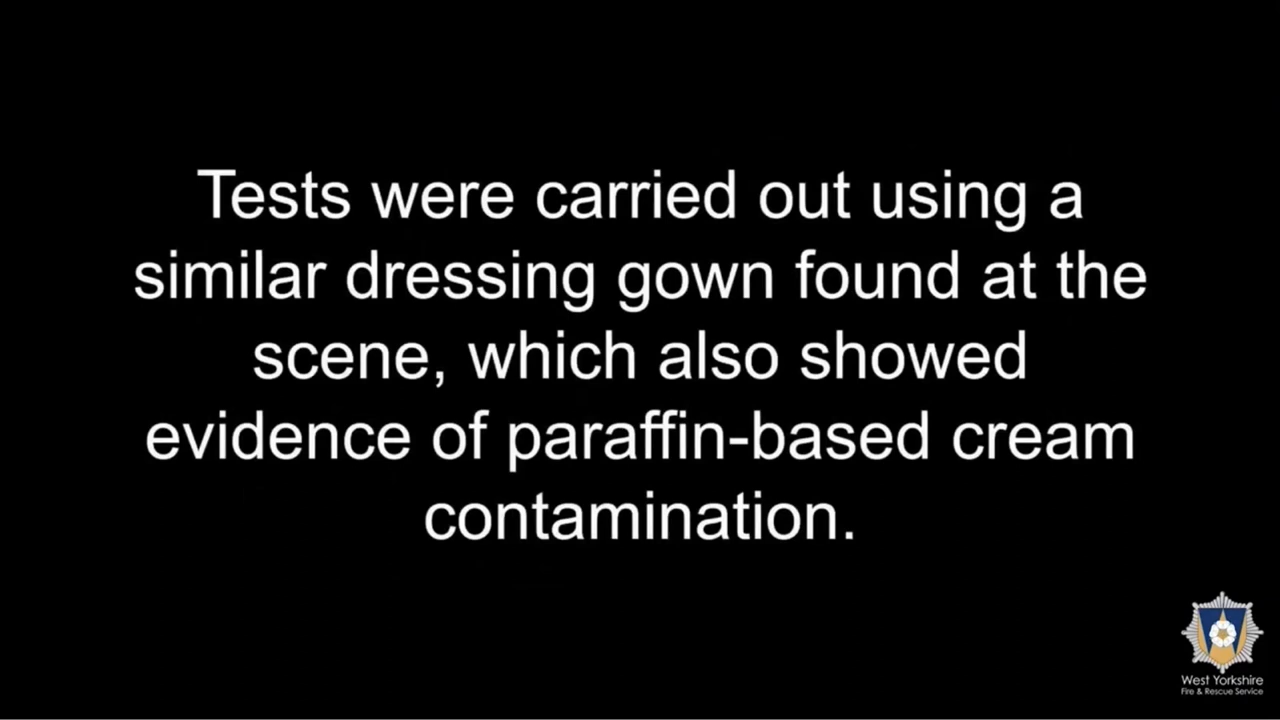 Tests were carried out using a
similar dressing gown found at the
scene, which also showed
evidence of paraffin-based cream
contamination.
West Yorkshire
Fire & Rescue Service